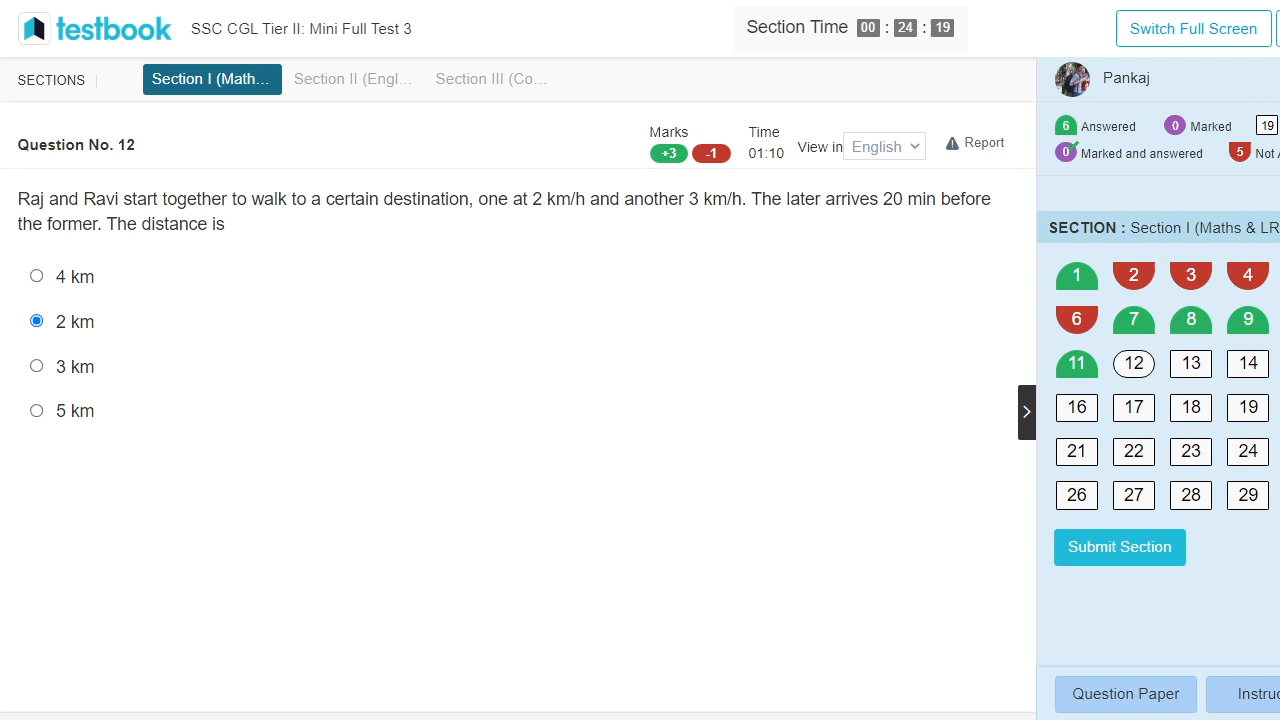 testbook SSC CGL Tier II: Mini Full Test 3 Section Time 00 : 24 : 19 Switch Full Screen
SECTIONS Section I (Math... Section II (Engl... Section III (Co... Pankaj
6 Answered 0 Marked 19
0 Marked and answered 5 Not
Question No. 12 Marks +3 -1 Time 01:10 View in English Report
Raj and Ravi start together to walk to a certain destination, one at 2 km/h and another 3 km/h. The later arrives 20 min before
the former. The distance is
4 km
2 km
3 km
5 km
SECTION : Section I (Maths & LR
1 2 3 4
6 7 8 9
11 12 13 14
16 17 18 19
21 22 23 24
26 27 28 29
Submit Section
Question Paper Instruc